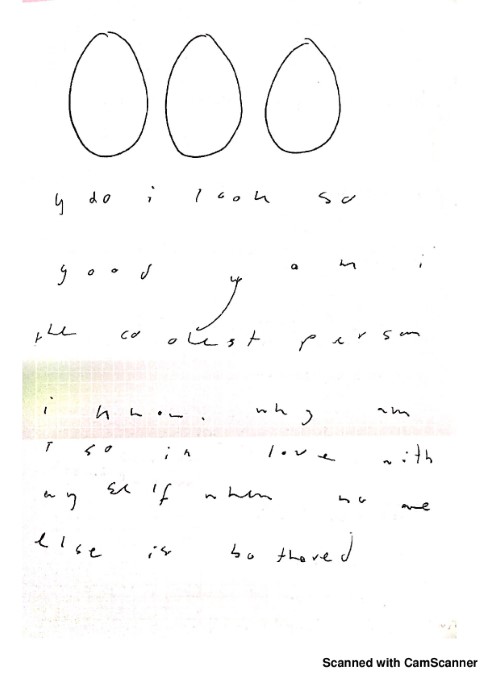 y do i look so
good y am i
the coolest person
i know. why am
I so in love with
my self when no one
else is bothered
Scanned with CamScanner